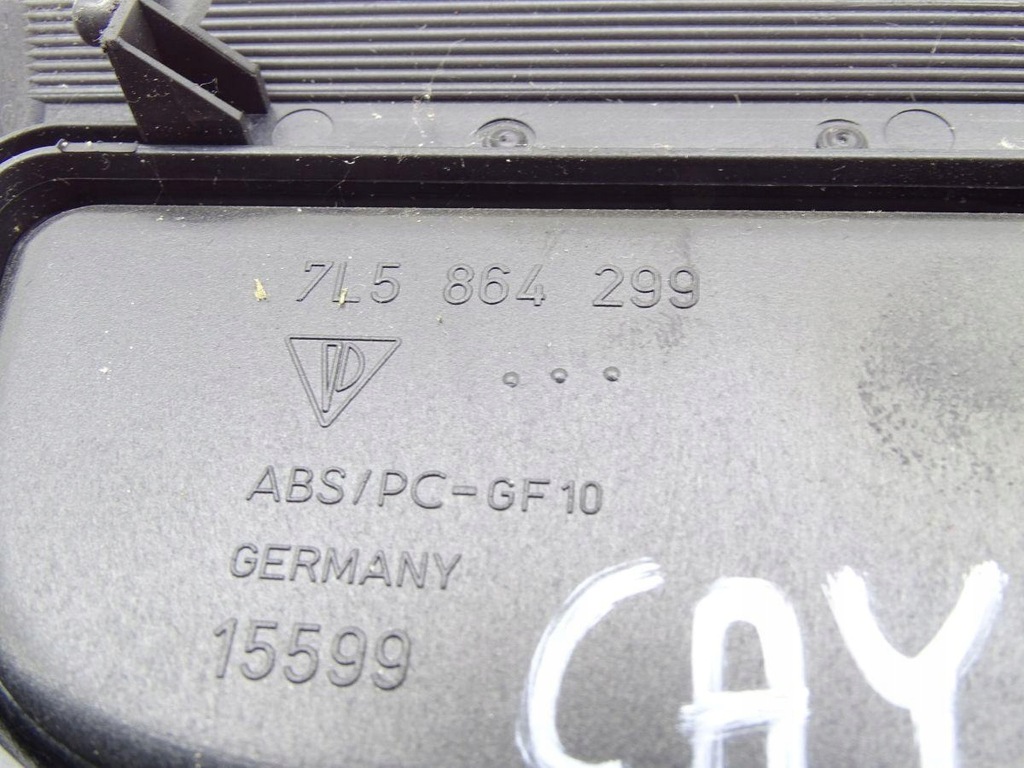 7L5 864 299
ABS/PC-GF10
GERMANY
15599
CAY